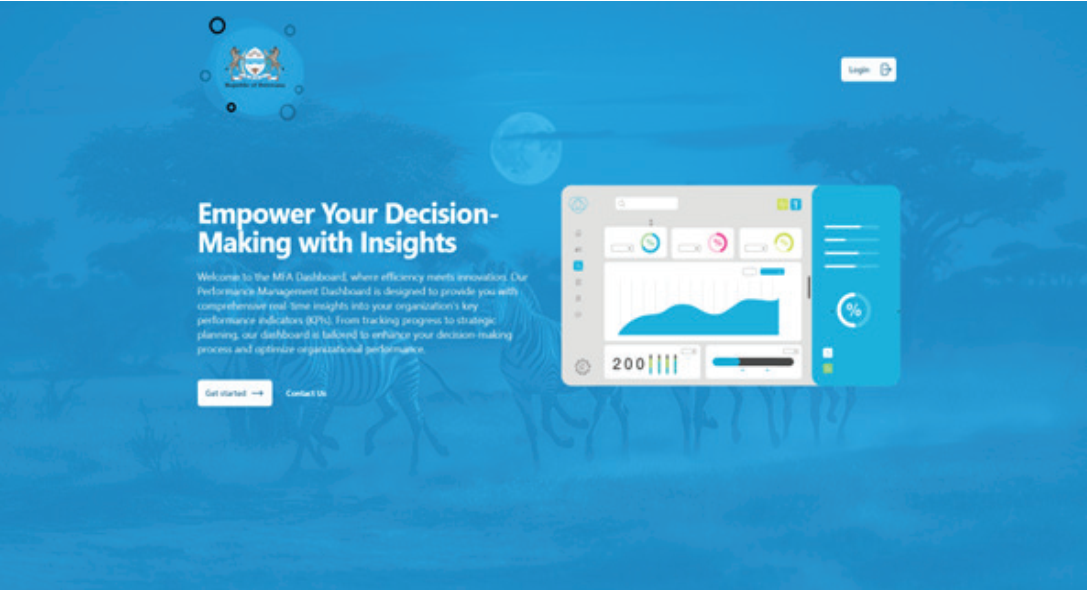 Republic of Botswana
Login
Empower Your Decision-
Making with Insights
Welcome to the MFA Dashboard, where efficiency meets innovation. Our
Performance Management Dashboard is designed to provide you with
comprehensive real-time insights into your organization's key
performance indicators (KPIs). From tracking progress to strategic
planning, our dashboard is tailored to enhance your decision-making
process and optimize organizational performance.
Get started
Contact Us
%
%
%
%
200